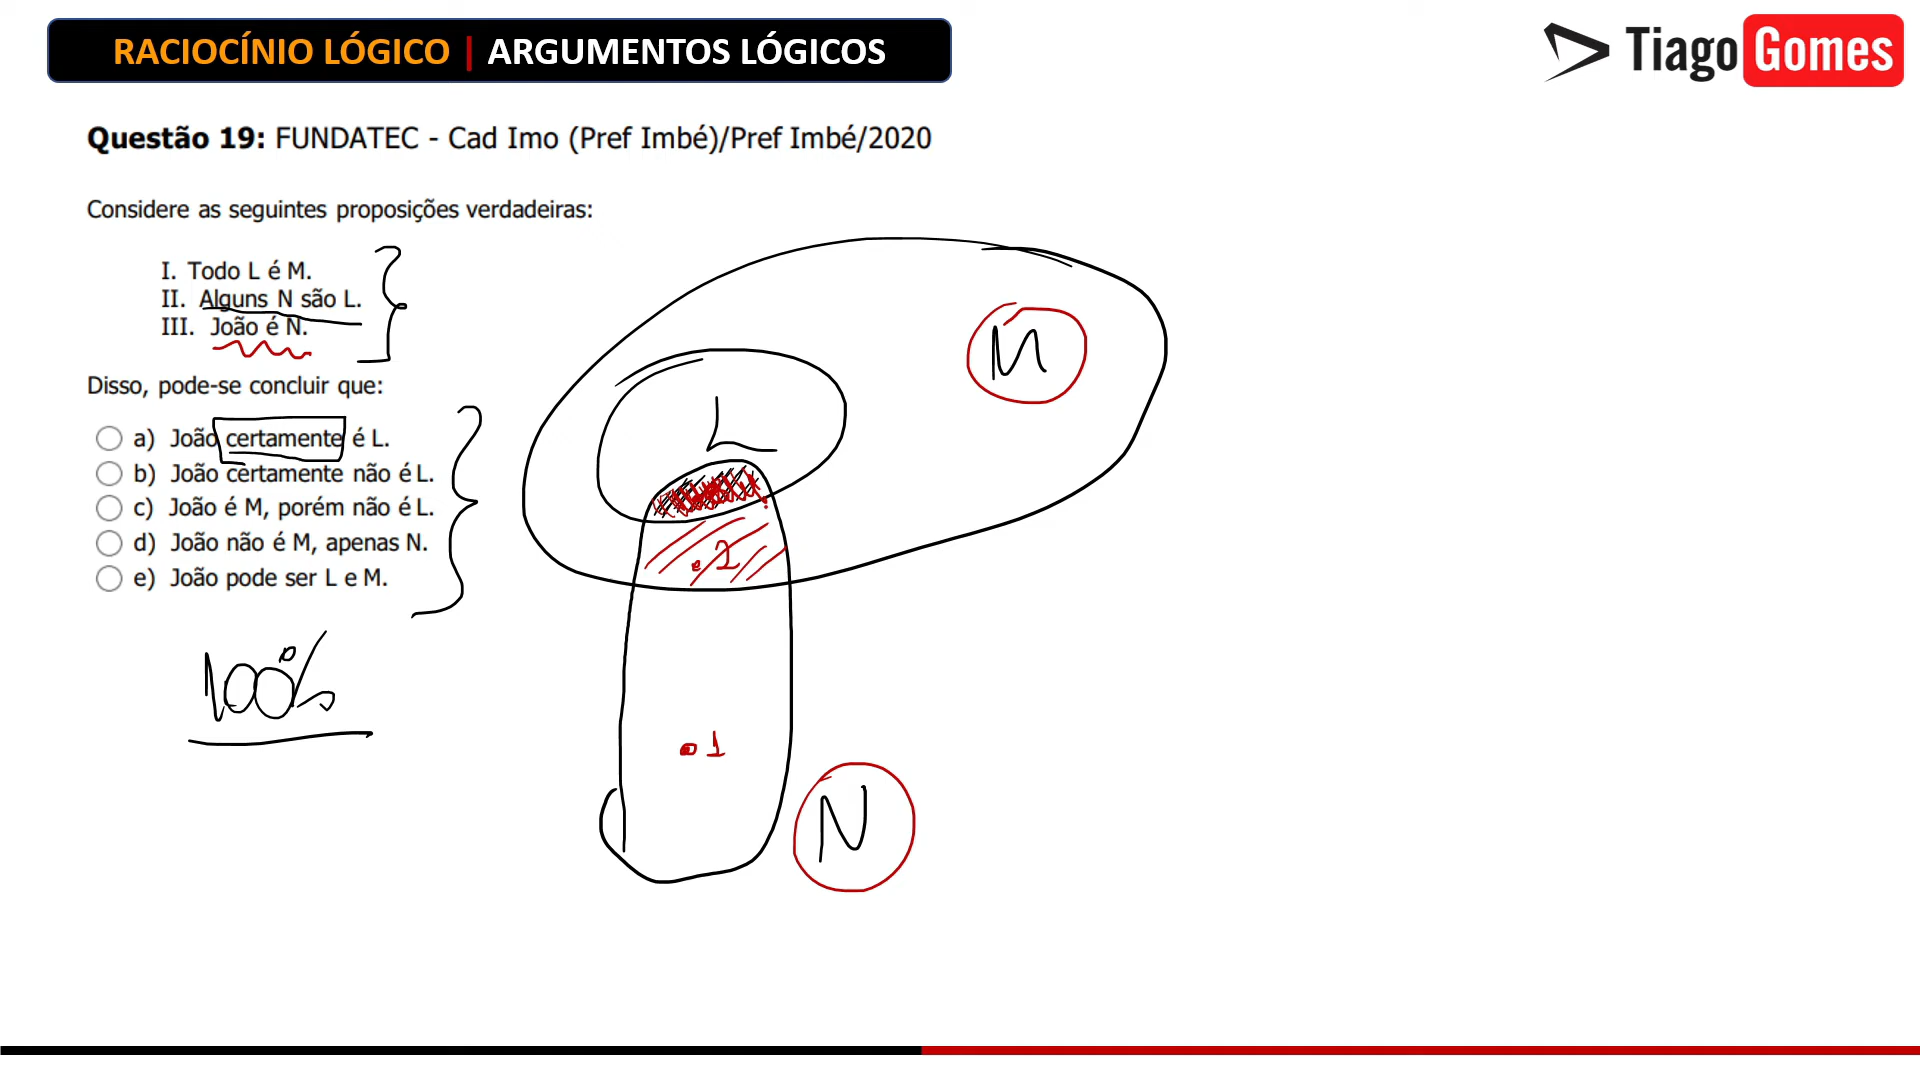 RACIOCÍNIO LÓGICO | ARGUMENTOS LÓGICOS
Tiago Gomes
Questão 19: FUNDATEC - Cad Imo (Pref Imbé)/Pref Imbé/2020
Considere as seguintes proposições verdadeiras:
I. Todo L é M.
II. Alguns N são L.
III. João é N.
Disso, pode-se concluir que:
a) João certamente é L.
b) João certamente não é L.
c) João é M, porém não é L.
d) João não é M, apenas N.
e) João pode ser L e M.
100%
M
L
2
1
N